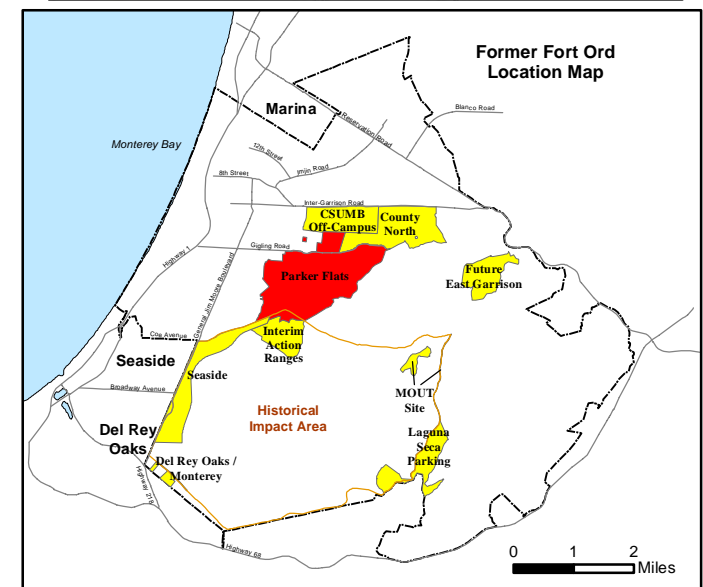 Former Fort Ord
Location Map
Marina
Blanco Road
Reservation Road
Monterey Bay
12th Street
Imjin Road
8th Street
Inter-Garrison Road
CSUMB
Off-Campus
County
North
Gigling Road
Highway 1
General Jim Moore Boulevard
Parker Flats
Future
East Garrison
Coe Avenue
Interim
Action
Ranges
Seaside
Seaside
Broadway Avenue
MOUT
Site
Historical
Impact Area
Del Rey
Oaks
Laguna
Seca
Parking
Del Rey Oaks /
Monterey
Highway 218
Highway 68
0 1 2
Miles